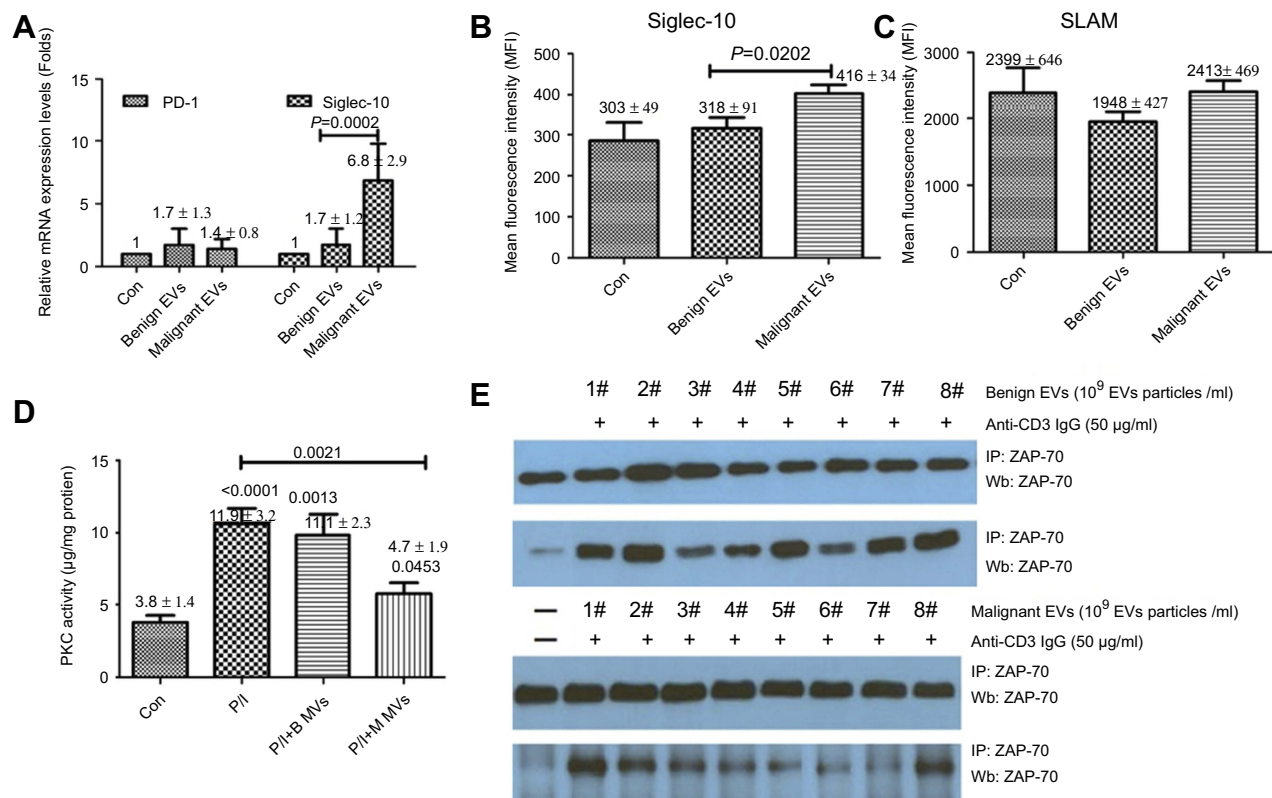 A
Relative mRNA expression levels (Folds)
15
10
5
0
PD-1
Siglec-10
P=0.0002
1
1.7 ± 1.3
1.4 ± 0.8
1
1.7 ± 1.2
6.8 ± 2.9
Con
Benign EVs
Malignant EVs
Con
Benign EVs
Malignant EVs
B
Siglec-10
Mean fluorescence intensity (MFI)
500
400
300
200
100
0
P=0.0202
303 ± 49
318 ± 91
416 ± 34
Con
Benign EVs
Malignant EVs
C
SLAM
Mean fluorescence intensity (MFI)
3000
2000
1000
0
2399 ± 646
1948 ± 427
2413 ± 469
Con
Benign EVs
Malignant EVs
D
PKC activity (µg/mg protien)
15
10
5
0
0.0021
<0.0001
0.0013
11.9 ± 3.2
11.1 ± 2.3
4.7 ± 1.9
0.0453
3.8 ± 1.4
Con
P/I
P/I+B MVs
P/I+M MVs
E
1# 2# 3# 4# 5# 6# 7# 8# Benign EVs (10⁹ EVs particles /ml)
+ + + + + + + + Anti-CD3 IgG (50 µg/ml)
IP: ZAP-70
Wb: ZAP-70
IP: ZAP-70
Wb: ZAP-70
— 1# 2# 3# 4# 5# 6# 7# 8# Malignant EVs (10⁹ EVs particles /ml)
— + + + + + + + + Anti-CD3 IgG (50 µg/ml)
IP: ZAP-70
Wb: ZAP-70
IP: ZAP-70
Wb: ZAP-70